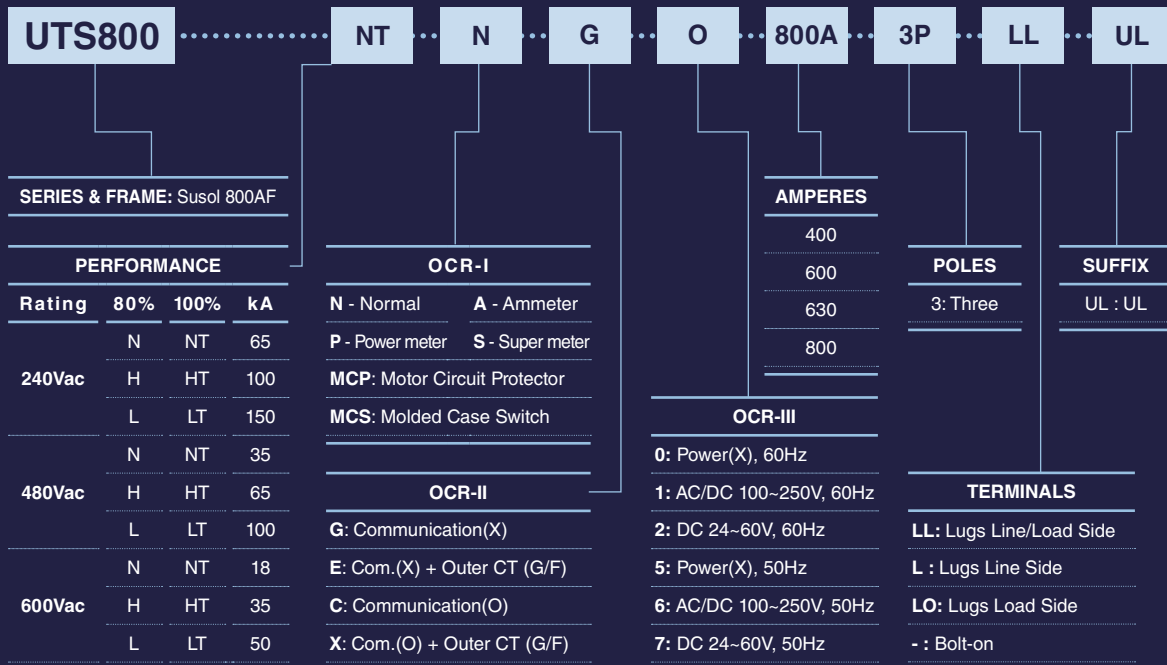 UTS800 NT N G O 800A 3P LL UL
SERIES & FRAME: Susol 800AF
PERFORMANCE
Rating 80% 100% kA
240Vac
N NT 65
H HT 100
L LT 150
480Vac
N NT 35
H HT 65
L LT 100
600Vac
N NT 18
H HT 35
L LT 50
OCR-I
N - Normal A - Ammeter
P - Power meter S - Super meter
MCP: Motor Circuit Protector
MCS: Molded Case Switch
OCR-II
G: Communication(X)
E: Com.(X) + Outer CT (G/F)
C: Communication(O)
X: Com.(O) + Outer CT (G/F)
AMPERES
400
600
630
800
OCR-III
0: Power(X), 60Hz
1: AC/DC 100~250V, 60Hz
2: DC 24~60V, 60Hz
5: Power(X), 50Hz
6: AC/DC 100~250V, 50Hz
7: DC 24~60V, 50Hz
POLES
3: Three
SUFFIX
UL : UL
TERMINALS
LL: Lugs Line/Load Side
L : Lugs Line Side
LO: Lugs Load Side
- : Bolt-on